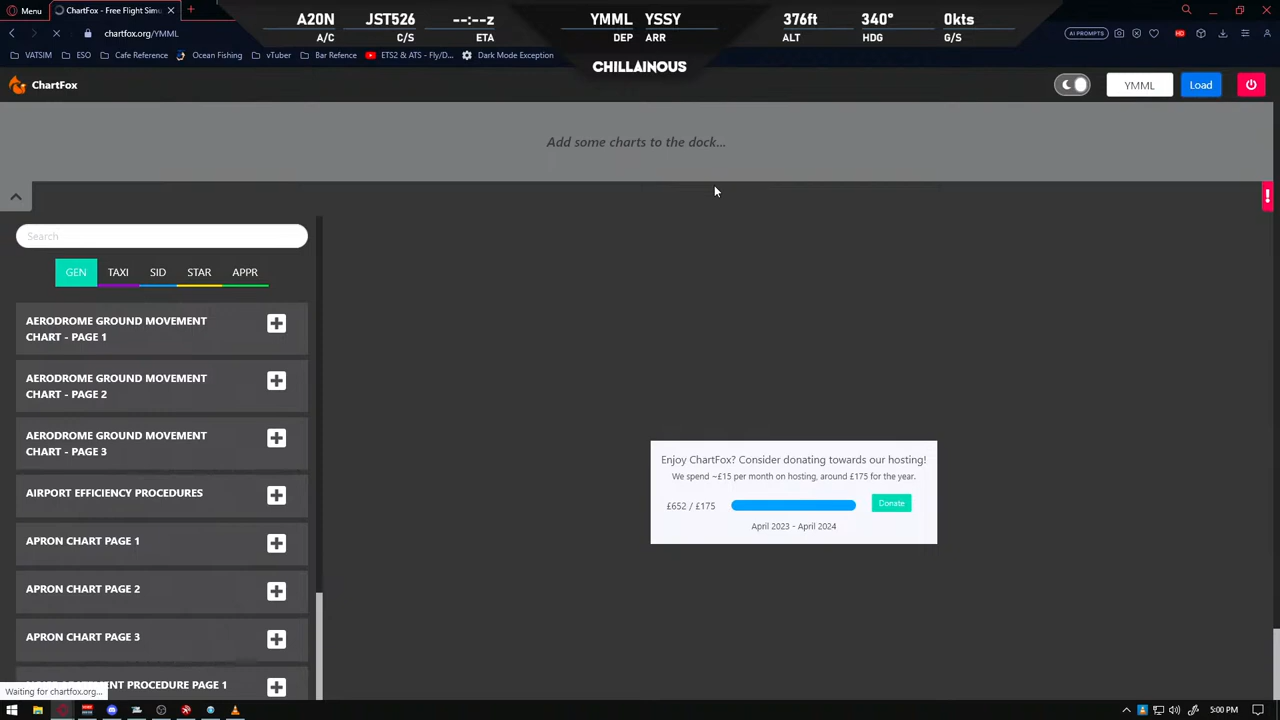 Menu
ChartFox - Free Flight Simu
A20N
JST526
--:--z
A/C
C/S
ETA
YMML
YSSY
DEP
ARR
CHILLAINOUS
376ft
340°
0kts
ALT
HDG
G/S
chartfox.org/YMML
AI PROMPTS
VATSIM
ESO
Ocean Fishing
vTuber
Bar Refence
ETS2 & ATS - Fly/D...
Dark Mode Exception
ChartFox
YMML
Load
Add some charts to the dock...
Search
GEN
TAXI
SID
STAR
APPR
AERODROME GROUND MOVEMENT
CHART - PAGE 1
AERODROME GROUND MOVEMENT
CHART - PAGE 2
AERODROME GROUND MOVEMENT
CHART - PAGE 3
AIRPORT EFFICIENCY PROCEDURES
APRON CHART PAGE 1
APRON CHART PAGE 2
APRON CHART PAGE 3
PROCEDURE PAGE 1
Enjoy ChartFox? Consider donating towards our hosting!
We spend ~£15 per month on hosting, around £175 for the year.
£652 / £175
Donate
April 2023 - April 2024
Waiting for chartfox.org...
5:00 PM